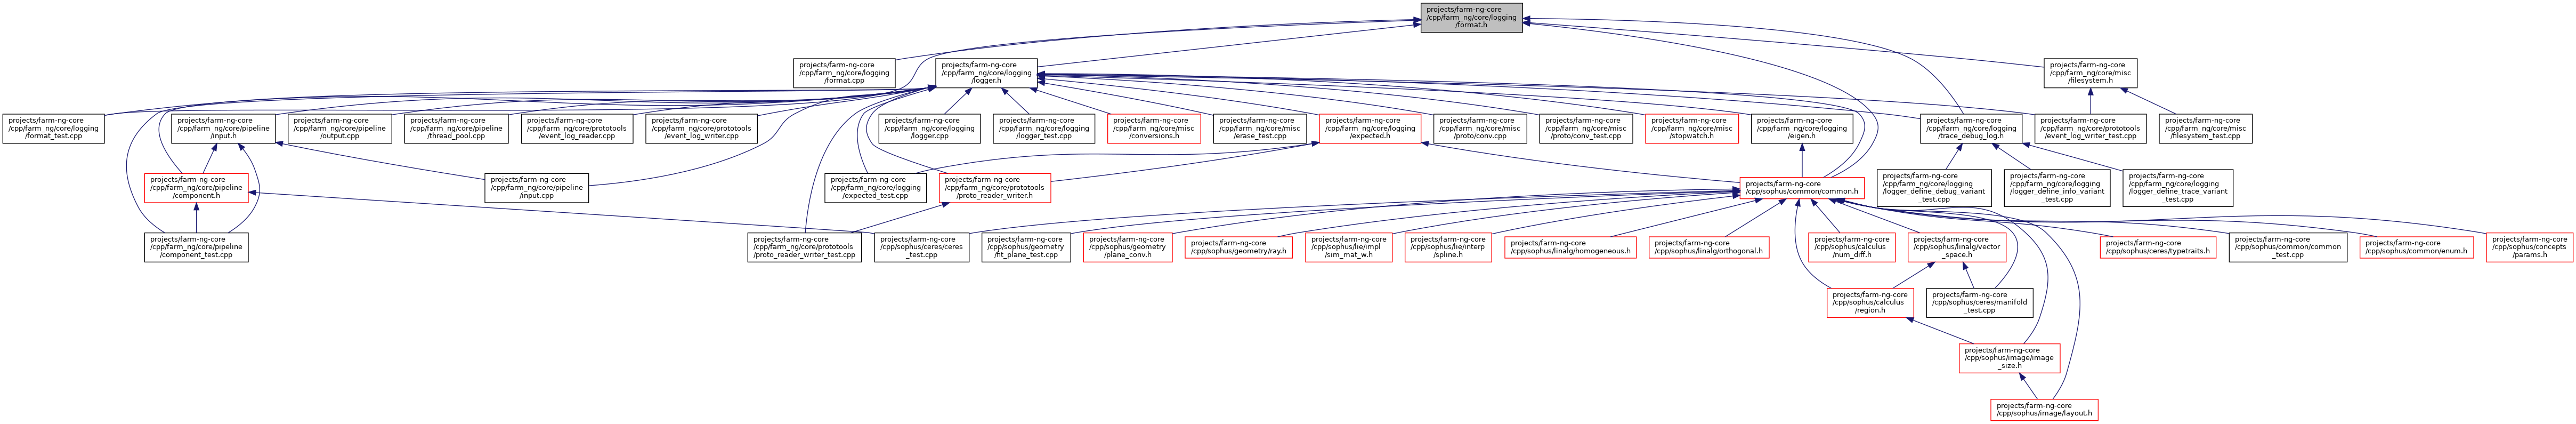 projects/farm-ng-core
/cpp/farm_ng/core/logging
/format.h
projects/farm-ng-core
/cpp/farm_ng/core/logging
/format.cpp
projects/farm-ng-core
/cpp/farm_ng/core/logging
/logger.h
projects/farm-ng-core
/cpp/farm_ng/core/misc
/filesystem.h
projects/farm-ng-core
/cpp/farm_ng/core/logging
/format_test.cpp
projects/farm-ng-core
/cpp/farm_ng/core/pipeline
/input.h
projects/farm-ng-core
/cpp/farm_ng/core/pipeline
/output.cpp
projects/farm-ng-core
/cpp/farm_ng/core/pipeline
/thread_pool.cpp
projects/farm-ng-core
/cpp/farm_ng/core/prototools
/event_log_reader.cpp
projects/farm-ng-core
/cpp/farm_ng/core/prototools
/event_log_writer.cpp
projects/farm-ng-core
/cpp/farm_ng/core/logging
/logger.cpp
projects/farm-ng-core
/cpp/farm_ng/core/logging
/logger_test.cpp
projects/farm-ng-core
/cpp/farm_ng/core/misc
/conversions.h
projects/farm-ng-core
/cpp/farm_ng/core/misc
/erase_test.cpp
projects/farm-ng-core
/cpp/farm_ng/core/logging
/expected.h
projects/farm-ng-core
/cpp/farm_ng/core/misc
/proto/conv.cpp
projects/farm-ng-core
/cpp/farm_ng/core/misc
/proto/conv_test.cpp
projects/farm-ng-core
/cpp/farm_ng/core/misc
/stopwatch.h
projects/farm-ng-core
/cpp/farm_ng/core/logging
/eigen.h
projects/farm-ng-core
/cpp/farm_ng/core/logging
/trace_debug_log.h
projects/farm-ng-core
/cpp/farm_ng/core/prototools
/event_log_writer_test.cpp
projects/farm-ng-core
/cpp/farm_ng/core/misc
/filesystem_test.cpp
projects/farm-ng-core
/cpp/farm_ng/core/pipeline
/component.h
projects/farm-ng-core
/cpp/farm_ng/core/pipeline
/input.cpp
projects/farm-ng-core
/cpp/farm_ng/core/logging
/expected_test.cpp
projects/farm-ng-core
/cpp/farm_ng/core/prototools
/proto_reader_writer.h
projects/farm-ng-core
/cpp/sophus/common/common.h
projects/farm-ng-core
/cpp/farm_ng/core/logging
/logger_define_debug_variant
_test.cpp
projects/farm-ng-core
/cpp/farm_ng/core/logging
/logger_define_info_variant
_test.cpp
projects/farm-ng-core
/cpp/farm_ng/core/logging
/logger_define_trace_variant
_test.cpp
projects/farm-ng-core
/cpp/farm_ng/core/pipeline
/component_test.cpp
projects/farm-ng-core
/cpp/farm_ng/core/prototools
/proto_reader_writer_test.cpp
projects/farm-ng-core
/cpp/sophus/ceres/ceres
_test.cpp
projects/farm-ng-core
/cpp/sophus/geometry
/fit_plane_test.cpp
projects/farm-ng-core
/cpp/sophus/geometry
/plane_conv.h
projects/farm-ng-core
/cpp/sophus/geometry/ray.h
projects/farm-ng-core
/cpp/sophus/lie/impl
/sim_mat_w.h
projects/farm-ng-core
/cpp/sophus/lie/interp
/spline.h
projects/farm-ng-core
/cpp/sophus/linalg/homogeneous.h
projects/farm-ng-core
/cpp/sophus/linalg/orthogonal.h
projects/farm-ng-core
/cpp/sophus/calculus
/num_diff.h
projects/farm-ng-core
/cpp/sophus/linalg/vector
_space.h
projects/farm-ng-core
/cpp/sophus/ceres/typetraits.h
projects/farm-ng-core
/cpp/sophus/common/common
_test.cpp
projects/farm-ng-core
/cpp/sophus/common/enum.h
projects/farm-ng-core
/cpp/sophus/concepts
/params.h
projects/farm-ng-core
/cpp/sophus/calculus
/region.h
projects/farm-ng-core
/cpp/sophus/ceres/manifold
_test.cpp
projects/farm-ng-core
/cpp/sophus/image/image
_size.h
projects/farm-ng-core
/cpp/sophus/image/layout.h